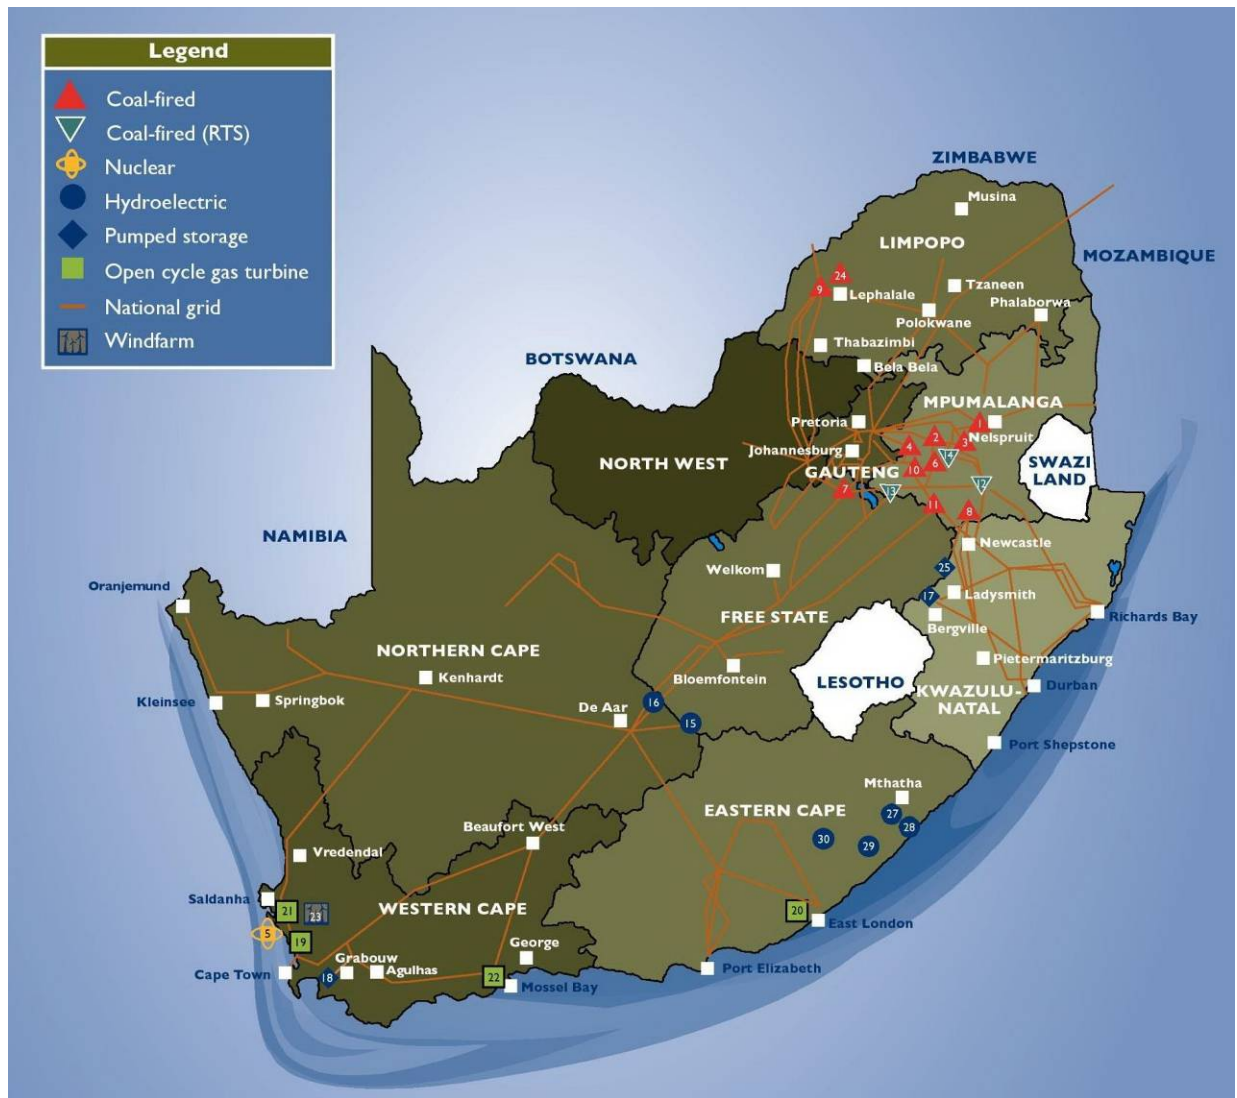 Legend
Coal-fired
Coal-fired (RTS)
Nuclear
Hydroelectric
Pumped storage
Open cycle gas turbine
National grid
Windfarm
ZIMBABWE
Musina
LIMPOPO
MOZAMBIQUE
24
9
Lephalale
Tzaneen
Phalaborwa
Polokwane
Thabazimbi
BOTSWANA
Bela Bela
MPUMALANGA
Pretoria
1
2
3
Nelspruit
4
Johannesburg
14
6
10
NORTH WEST
GAUTENG
SWAZI
LAND
7
13
12
11
8
NAMIBIA
Newcastle
Welkom
25
Oranjemund
17
Ladysmith
Bergville
Richards Bay
FREE STATE
NORTHERN CAPE
Pietermaritzburg
Kenhardt
Bloemfontein
LESOTHO
Durban
KWAZULU-
NATAL
Kleinsee
Springbok
De Aar
16
15
Port Shepstone
Mthatha
EASTERN CAPE
27
28
30
29
Beaufort West
Vredendal
Saldanha
21
23
WESTERN CAPE
20
East London
5
19
George
Grabouw
Cape Town
18
Agulhas
22
Mossel Bay
Port Elizabeth